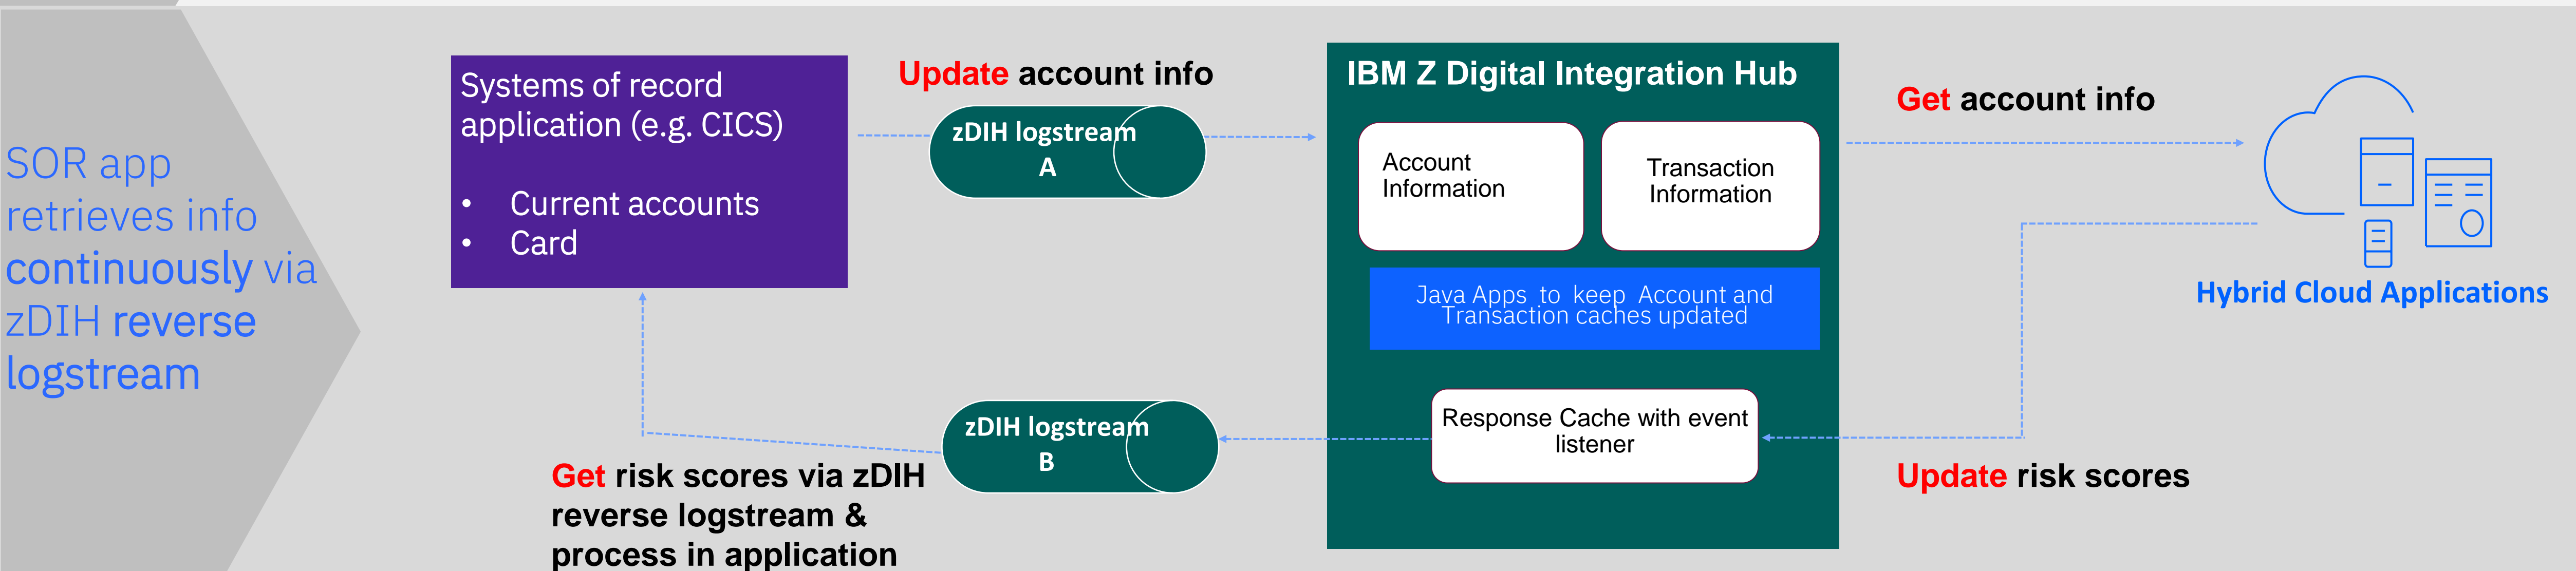 SOR app
retrieves info
continuously via
zDIH reverse
logstream
Systems of record
application (e.g. CICS)
• Current accounts
• Card
Update account info
zDIH logstream
A
IBM Z Digital Integration Hub
Account
Information
Transaction
Information
Java Apps to keep Account and
Transaction caches updated
Response Cache with event
listener
Get account info
Hybrid Cloud Applications
Update risk scores
zDIH logstream
B
Get risk scores via zDIH
reverse logstream &
process in application